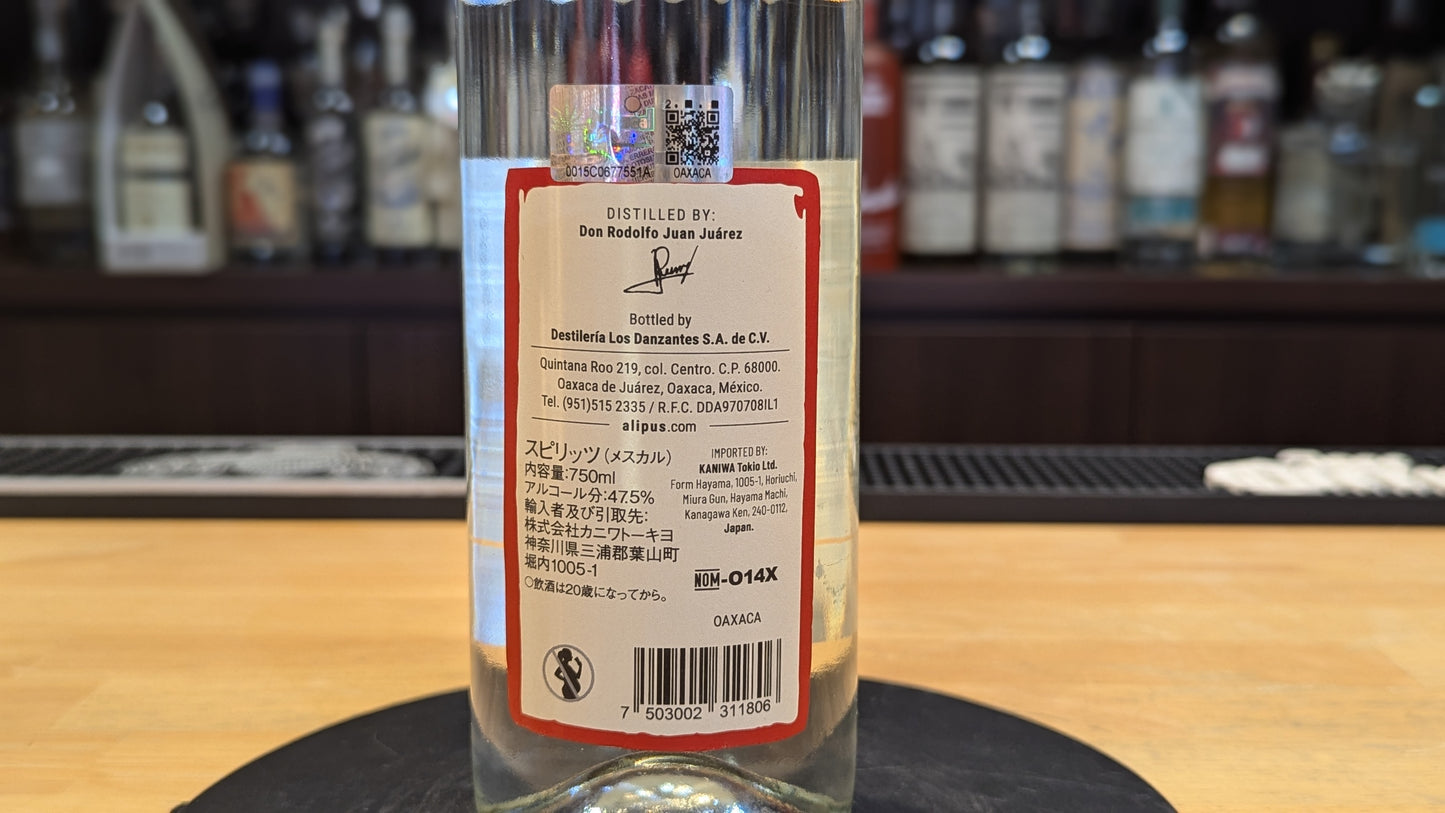 0015C0677551A
OAXACA
DISTILLED BY:
Don Rodolfo Juan Juárez
Bottled by
Destilería Los Danzantes S.A. de C.V.
Quintana Roo 219, col. Centro. C.P. 68000.
Oaxaca de Juárez, Oaxaca, México.
Tel. (951)515 2335 / R.F.C. DDA970708IL1
alipus.com
スピリッツ(メスカル)
内容量:750ml
アルコール分:47.5%
輸入者及び引取先:
株式会社カニワトーキヨ
神奈川県三浦郡葉山町
堀内1005-1
○飲酒は20歳になってから。
IMPORTED BY:
KANIWA Tokio Ltd.
Form Hayama, 1005-1, Horiuchi,
Miura Gun, Hayama Machi,
Kanagawa Ken, 240-0112,
Japan.
NOM-O14X
OAXACA
7 503002 311806